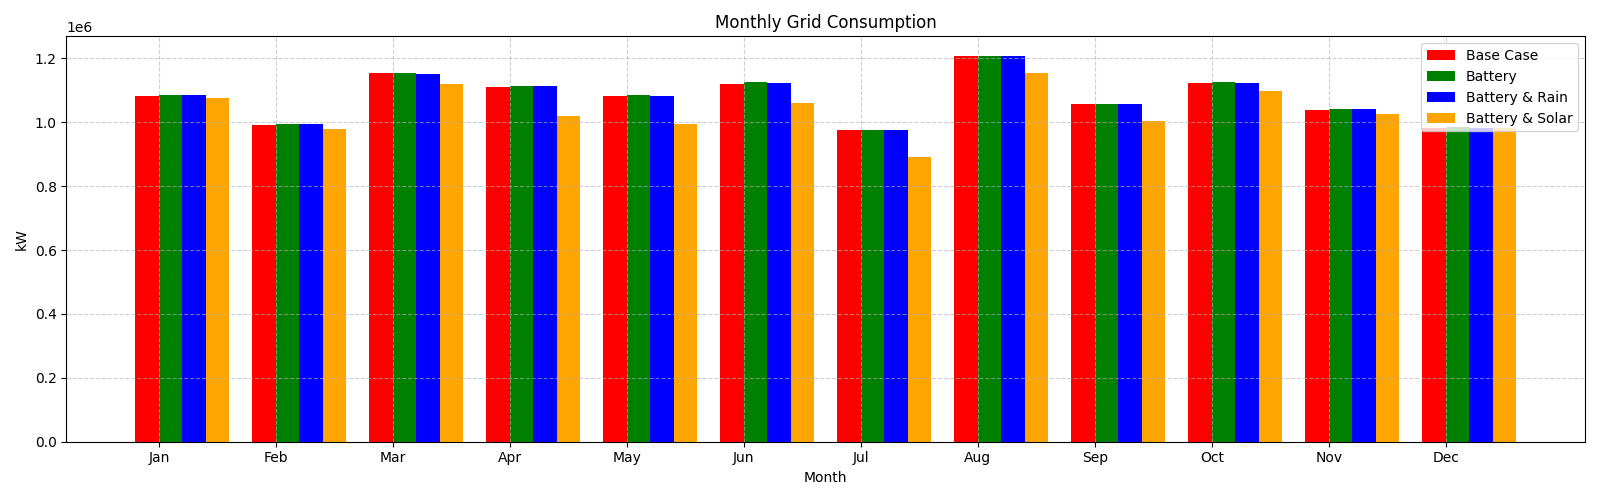 Monthly Grid Consumption
1e6
1.2
1.0
0.8
0.6
0.4
0.2
0.0
kW
Base Case
Battery
Battery & Rain
Battery & Solar
Jan Feb Mar Apr May Jun Jul Aug Sep Oct Nov Dec
Month